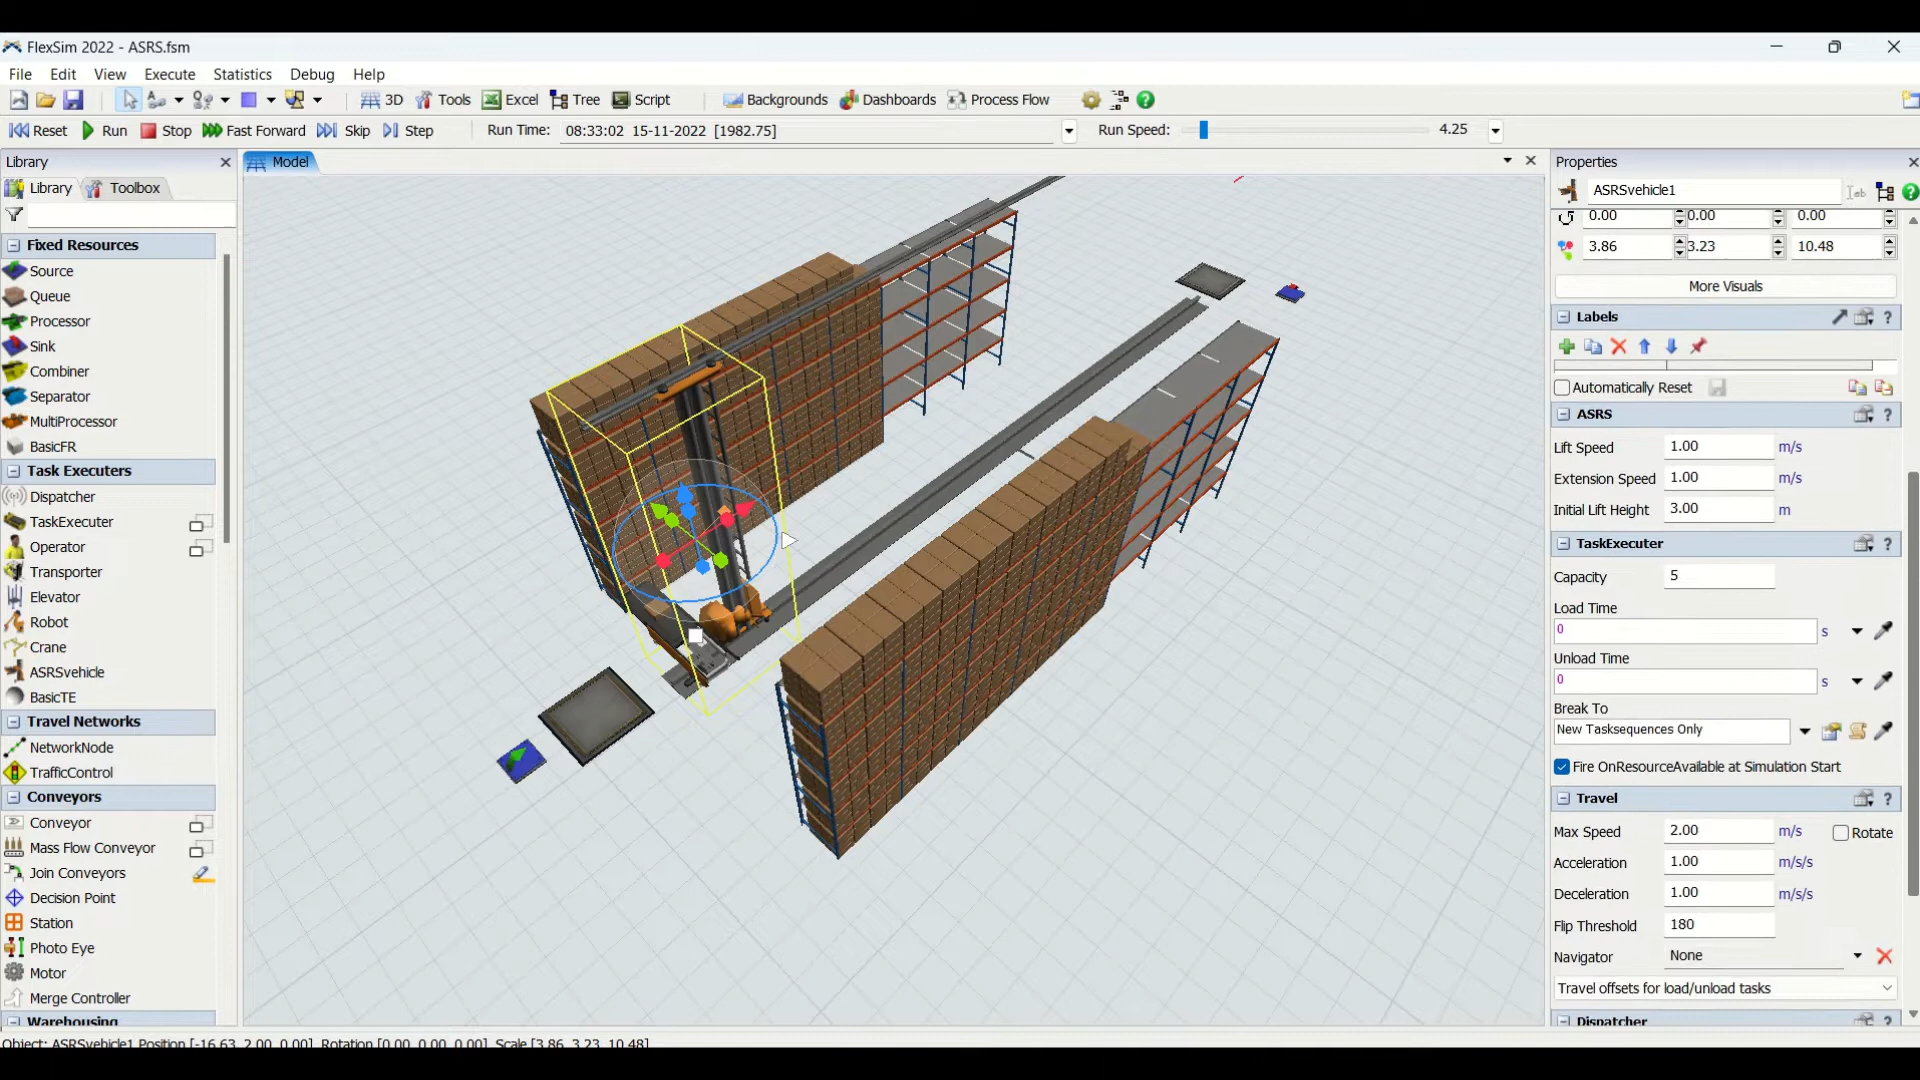 FlexSim 2022 - ASRS.fsm
File Edit View Execute Statistics Debug Help
3D Tools Excel Tree Script Backgrounds Dashboards Process Flow
Reset Run Stop Fast Forward Skip Step Run Time: 08:33:02 15-11-2022 [1982.75] Run Speed: 4.25
Library
Library Toolbox
Fixed Resources
Source
Queue
Processor
Sink
Combiner
Separator
MultiProcessor
BasicFR
Task Executers
Dispatcher
TaskExecuter
Operator
Transporter
Elevator
Robot
Crane
ASRSvehicle
BasicTE
Travel Networks
NetworkNode
TrafficControl
Conveyors
Conveyor
Mass Flow Conveyor
Join Conveyors
Decision Point
Station
Photo Eye
Motor
Merge Controller
Warehousing
Model
Properties
ASRSvehicle1
0.00 0.00 0.00
3.86 3.23 10.48
More Visuals
Labels
Automatically Reset
ASRS
Lift Speed 1.00 m/s
Extension Speed 1.00 m/s
Initial Lift Height 3.00 m
TaskExecuter
Capacity 5
Load Time
0 s
Unload Time
0 s
Break To
New Tasksequences Only
Fire OnResourceAvailable at Simulation Start
Travel
Max Speed 2.00 m/s Rotate
Acceleration 1.00 m/s/s
Deceleration 1.00 m/s/s
Flip Threshold 180
Navigator None
Travel offsets for load/unload tasks
Dispatcher
Object: ASRSvehicle1 Position [-16.63, 2.00, 0.00] Rotation [0.00, 0.00, 0.00] Scale [3.86, 3.23, 10.48]